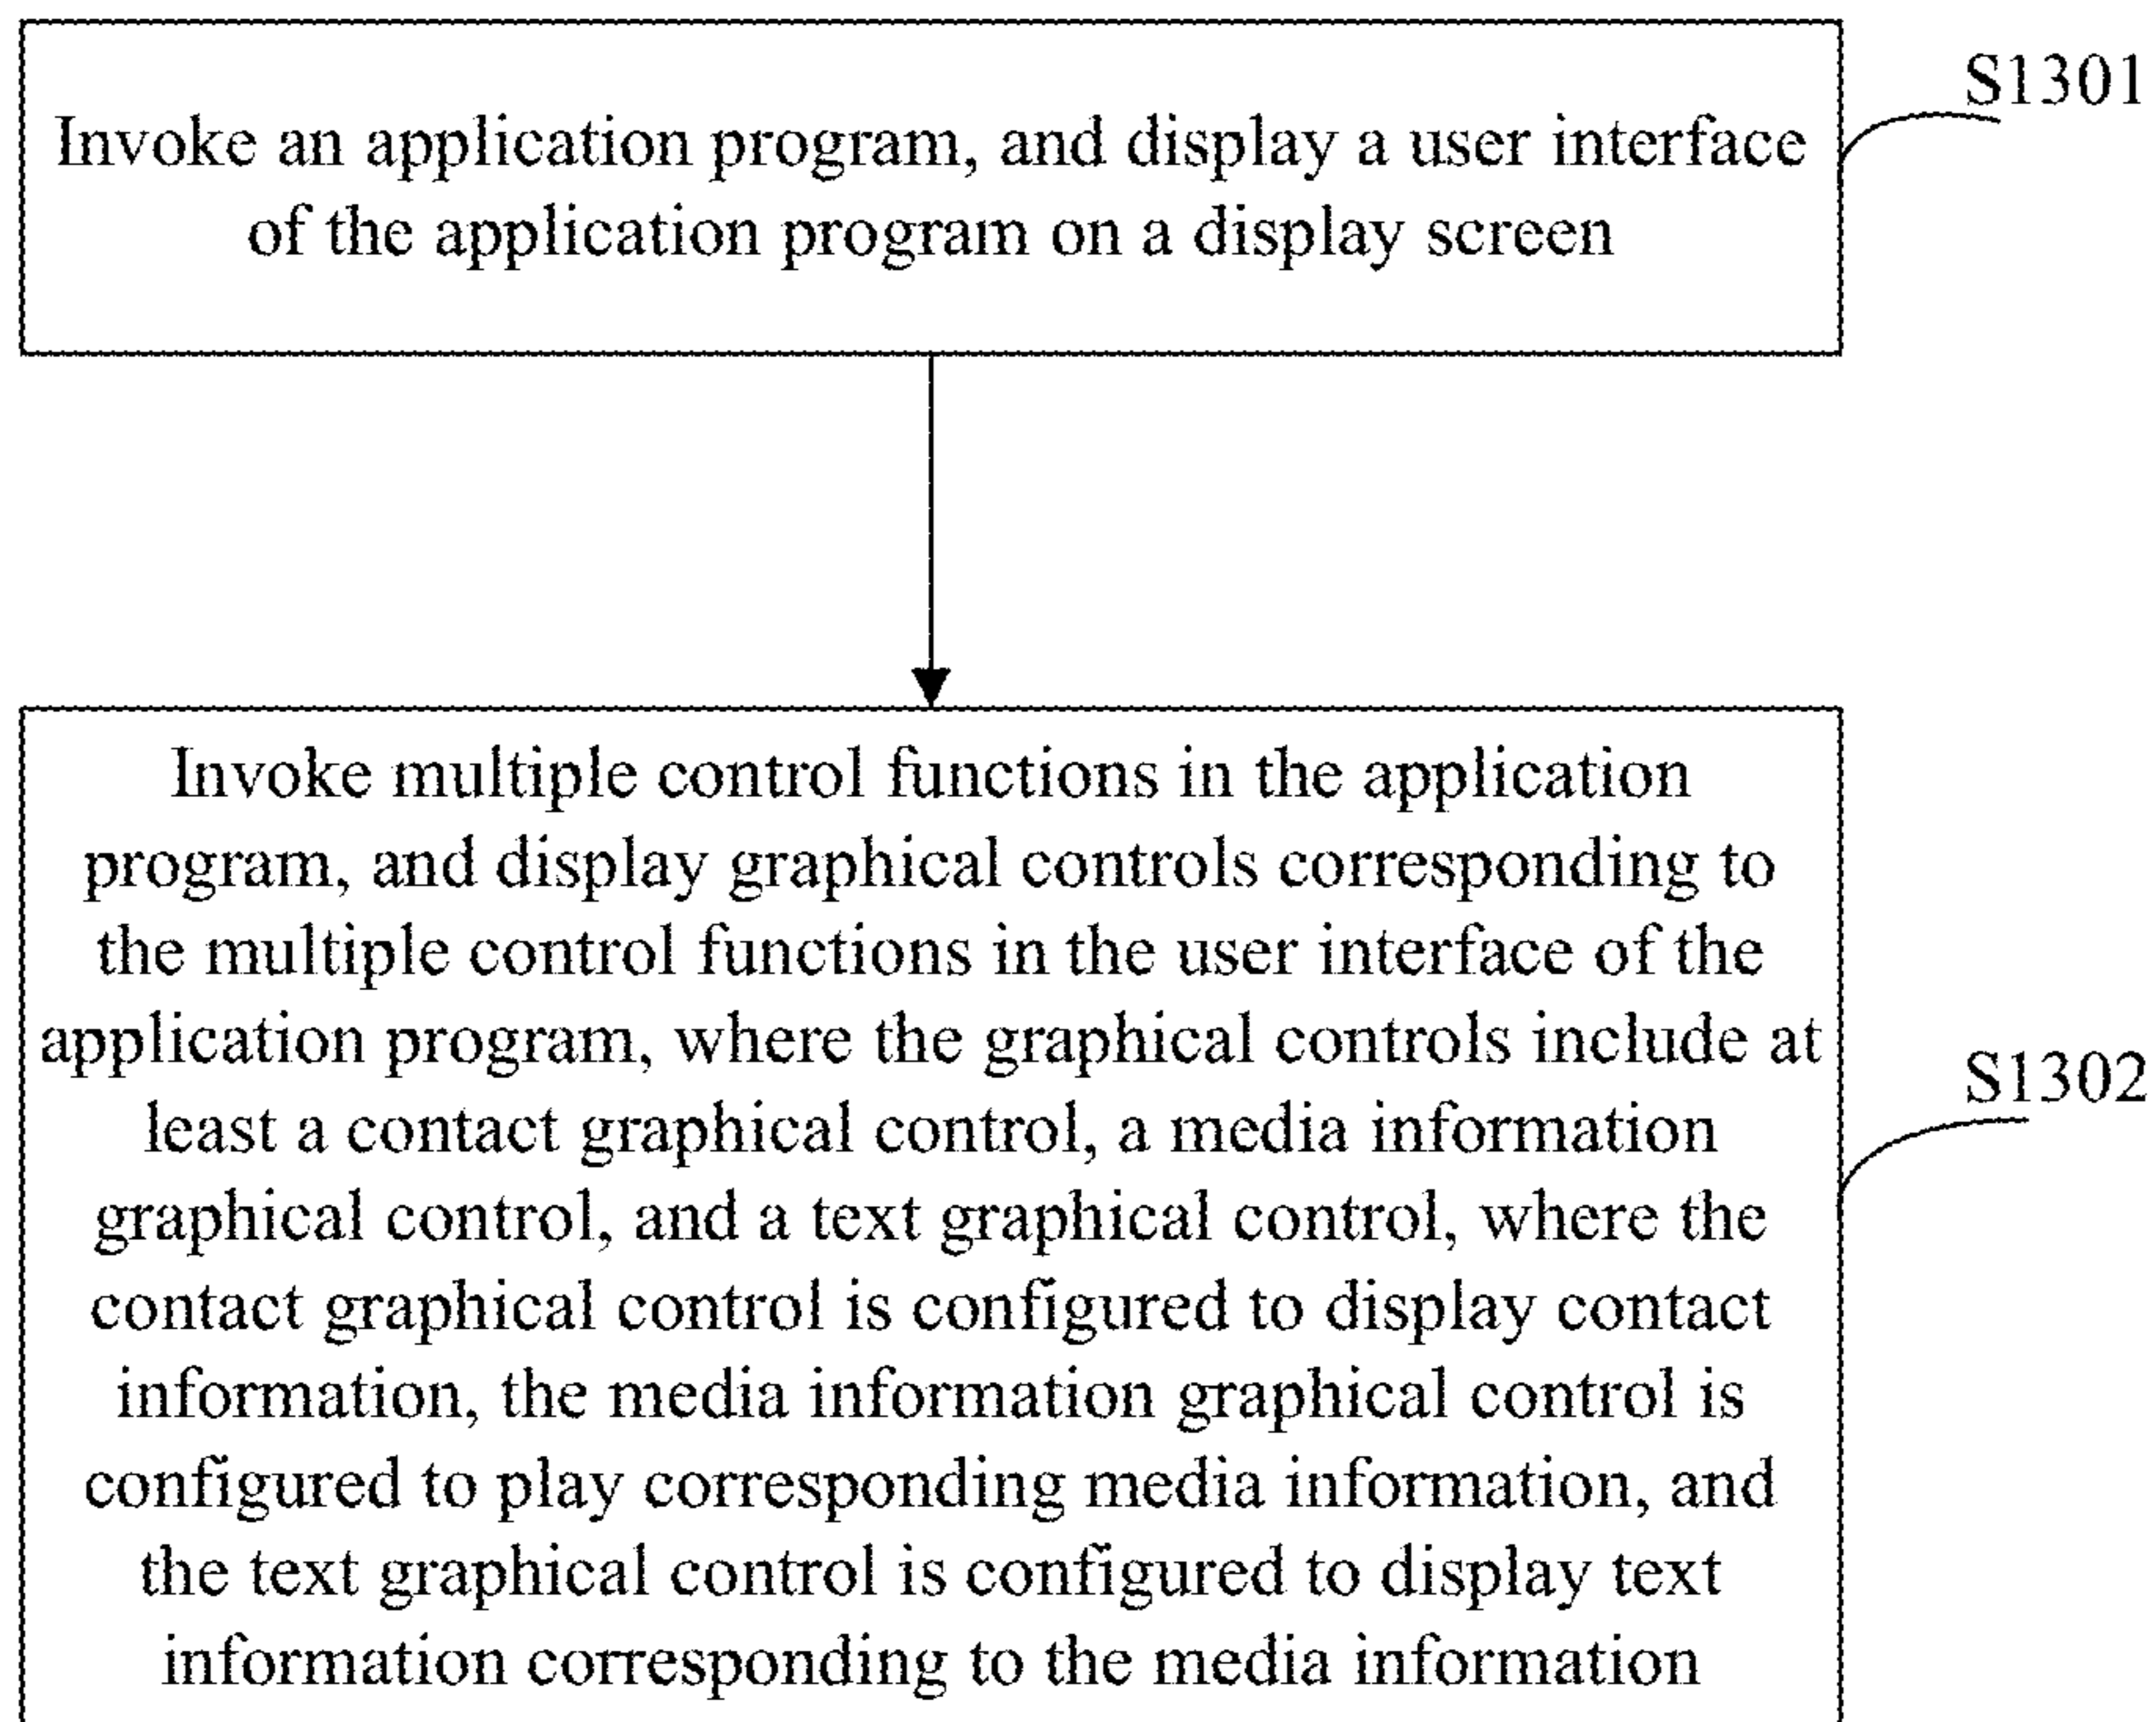 S1301
Invoke an application program, and display a user interface
of the application program on a display screen
Invoke multiple control functions in the application
program, and display graphical controls corresponding to
the multiple control functions in the user interface of the
application program, where the graphical controls include at
least a contact graphical control, a media information
graphical control, and a text graphical control, where the
contact graphical control is configured to display contact
information, the media information graphical control is
configured to play corresponding media information, and
the text graphical control is configured to display text
information corresponding to the media information
S1302